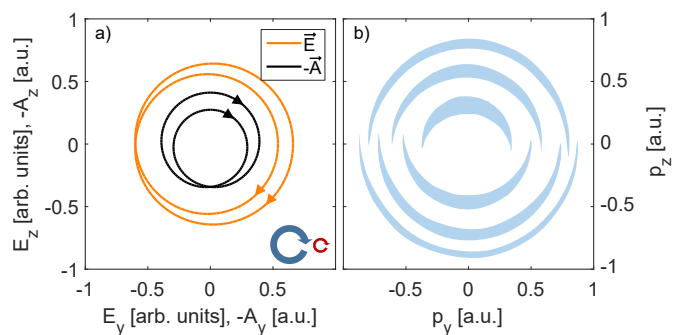 a)
E⃗
-A⃗
1
0.5
0
-0.5
-1
E_z [arb. units], -A_z [a.u.]
-1
-0.5
0
0.5
E_y [arb. units], -A_y [a.u.]
b)
-0.5
0
0.5
1
p_y [a.u.]
1
0.5
0
-0.5
-1
p_z [a.u.]